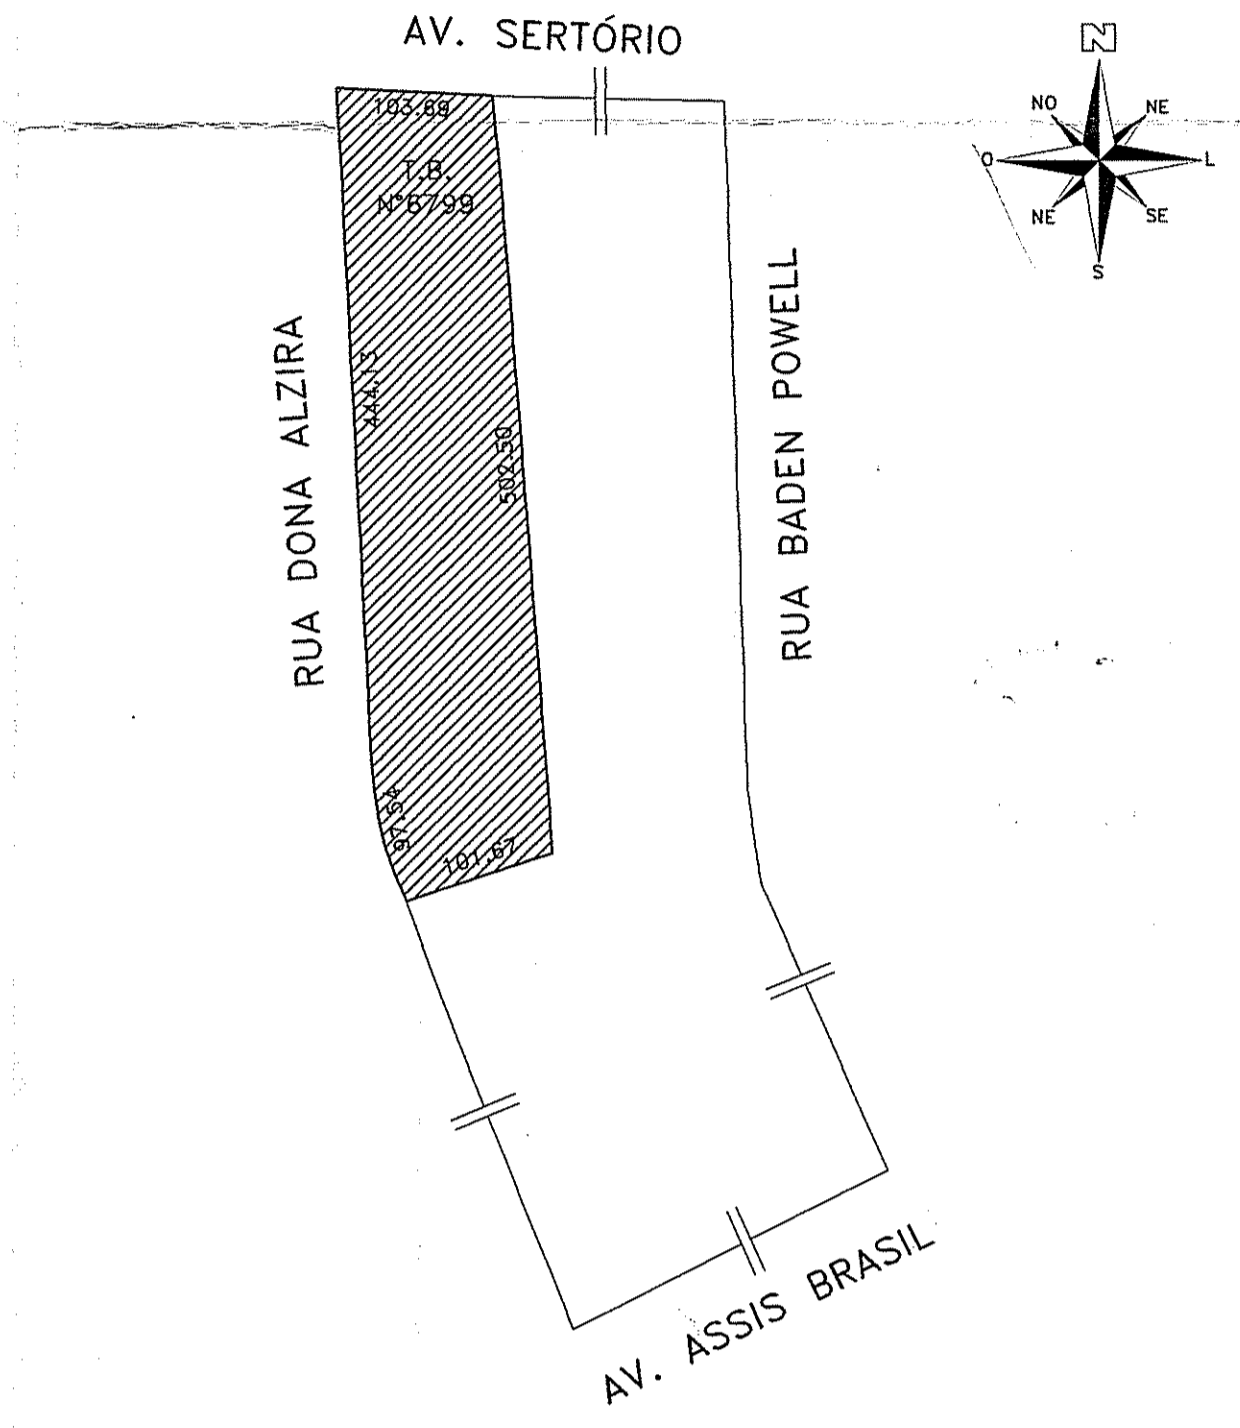 AV. SERTÓRIO
N
NO
NE
O
L
NE
SE
S
103.69
T.B.
N°6799
RUA DONA ALZIRA
444.13
502.50
RUA BADEN POWELL
97.54
101.67
AV. ASSIS BRASIL